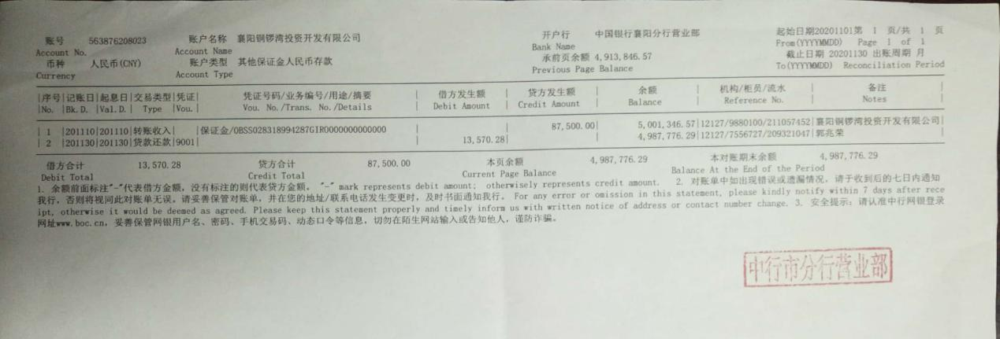 账号 563876208023 账户名称 襄阳铜锣湾投资开发有限公司 开户行 中国银行襄阳分行营业部 起始日期20201101第 1 页/共 1 页
Account No. Account Name Bank Name From(YYYYMMDD) Page 1 of 1
币种 人民币(CNY) 账户类型 其他保证金人民币存款 承前页余额 4,913,846.57 截止日期 20201130 出账周期 月
Currency Account Type Previous Page Balance To(YYYYMMDD) Reconciliation Period
|序号|记账日|起息日|交易类型|凭证| 凭证号码/业务编号/用途/摘要 | 借方发生额 | 贷方发生额 | 余额 | 机构/柜员/流水 | 备注 |
|No. |Bk.D. |Val.D.| Type |Vou.| Vou. No./Trans. No./Details | Debit Amount | Credit Amount | Balance | Reference No. | Notes |
| 1 |201110|201110|转账收入| |保证金/OBSS028318994287GIR0000000000000 | | 87,500.00| 5,001,346.57|12127/9880100/211057452|襄阳铜锣湾投资开发有限公司|
| 2 |201130|201130|贷款还款|9001| | 13,570.28| | 4,987,776.29|12127/7556727/209321047|郭兆荣 |
借方合计 13,570.28 贷方合计 87,500.00 本页余额 4,987,776.29 本对账期末余额 4,987,776.29
Debit Total Credit Total Current Page Balance Balance At the End of the Period
1. 余额前面标注"-"代表借方金额，没有标注的则代表贷方金额。 "-" mark represents debit amount; otherwisely represents credit amount. 2. 对账单中如出现错误或遗漏情况，请于收到后的七日内通知
我行，否则将视同此对账单无误。请妥善保管对账单，并在您的地址/联系电话发生变更时，及时书面通知我行。 For any error or omission in this statement, please kindly notify within 7 days after rece
ipt, otherwise it would be deemed as agreed. Please keep this statement properly and timely inform us with written notice of address or contact number change. 3. 安全提示：请认准中行网银登录
网址www.boc.cn，妥善保管网银用户名、密码、手机交易码、动态口令等信息，切勿在陌生网站输入或告知他人，谨防诈骗。
中行市分行营业部